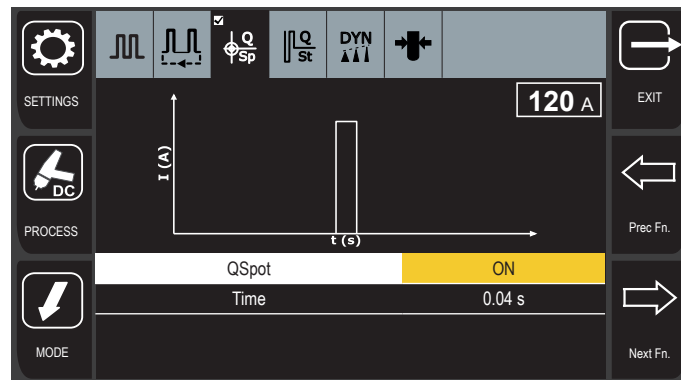 SETTINGS
DC
PROCESS
MODE
Q
Sp
Q
St
DYN
120 A
I (A)
t (s)
QSpot ON
Time 0.04 s
EXIT
Prec Fn.
Next Fn.